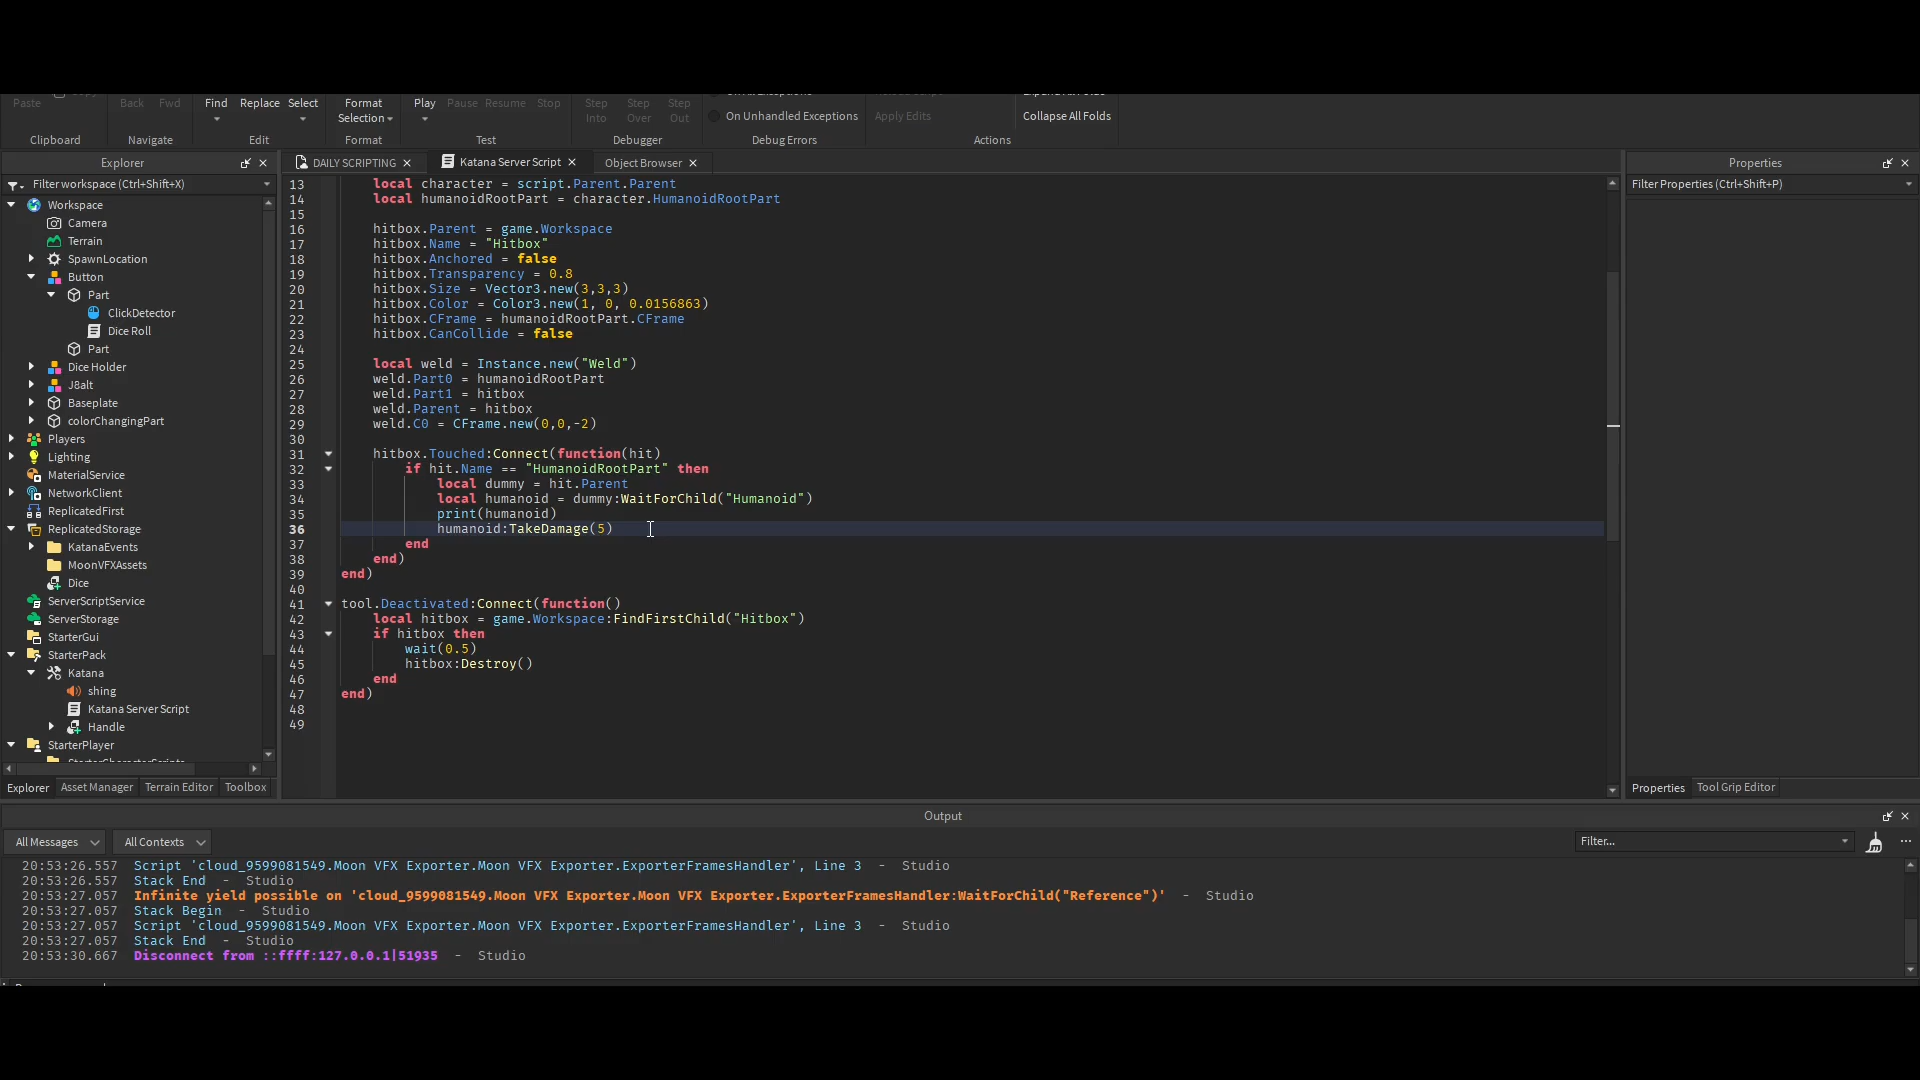 Paste
Back
Fwd
Find
Replace
Select
Format
Selection
Play
Pause
Resume
Stop
Step
Into
Step
Over
Step
Out
On Unhandled Exceptions
Apply Edits
Collapse All Folds
Clipboard
Navigate
Edit
Format
Test
Debugger
Debug Errors
Actions
Explorer
Filter workspace (Ctrl+Shift+X)
Workspace
Camera
Terrain
SpawnLocation
Button
Part
ClickDetector
Dice Roll
Part
Dice Holder
J8alt
Baseplate
colorChangingPart
Players
Lighting
MaterialService
NetworkClient
ReplicatedFirst
ReplicatedStorage
KatanaEvents
MoonVFXAssets
Dice
ServerScriptService
ServerStorage
StarterGui
StarterPack
Katana
shing
Katana Server Script
Handle
StarterPlayer
Explorer
Asset Manager
Terrain Editor
Toolbox
DAILY SCRIPTING
Katana Server Script
Object Browser
13 local character = script.Parent.Parent
14 local humanoidRootPart = character.HumanoidRootPart
15
16 hitbox.Parent = game.Workspace
17 hitbox.Name = "Hitbox"
18 hitbox.Anchored = false
19 hitbox.Transparency = 0.8
20 hitbox.Size = Vector3.new(3,3,3)
21 hitbox.Color = Color3.new(1, 0, 0.0156863)
22 hitbox.CFrame = humanoidRootPart.CFrame
23 hitbox.CanCollide = false
24
25 local weld = Instance.new("Weld")
26 weld.Part0 = humanoidRootPart
27 weld.Part1 = hitbox
28 weld.Parent = hitbox
29 weld.C0 = CFrame.new(0,0,-2)
30
31 hitbox.Touched:Connect(function(hit)
32 if hit.Name == "HumanoidRootPart" then
33 local dummy = hit.Parent
34 local humanoid = dummy:WaitForChild("Humanoid")
35 print(humanoid)
36 humanoid:TakeDamage(5)
37 end
38 end)
39 end)
40
41 tool.Deactivated:Connect(function()
42 local hitbox = game.Workspace:FindFirstChild("Hitbox")
43 if hitbox then
44 wait(0.5)
45 hitbox:Destroy()
46 end
47 end)
48
49
Properties
Filter Properties (Ctrl+Shift+P)
Properties
Tool Grip Editor
Output
All Messages
All Contexts
Filter...
20:53:26.557 Script 'cloud_9599081549.Moon VFX Exporter.Moon VFX Exporter.ExporterFramesHandler', Line 3 - Studio
20:53:26.557 Stack End - Studio
20:53:27.057 Infinite yield possible on 'cloud_9599081549.Moon VFX Exporter.Moon VFX Exporter.ExporterFramesHandler:WaitForChild("Reference")' - Studio
20:53:27.057 Stack Begin - Studio
20:53:27.057 Script 'cloud_9599081549.Moon VFX Exporter.Moon VFX Exporter.ExporterFramesHandler', Line 3 - Studio
20:53:27.057 Stack End - Studio
20:53:30.667 Disconnect from ::ffff:127.0.0.1|51935 - Studio